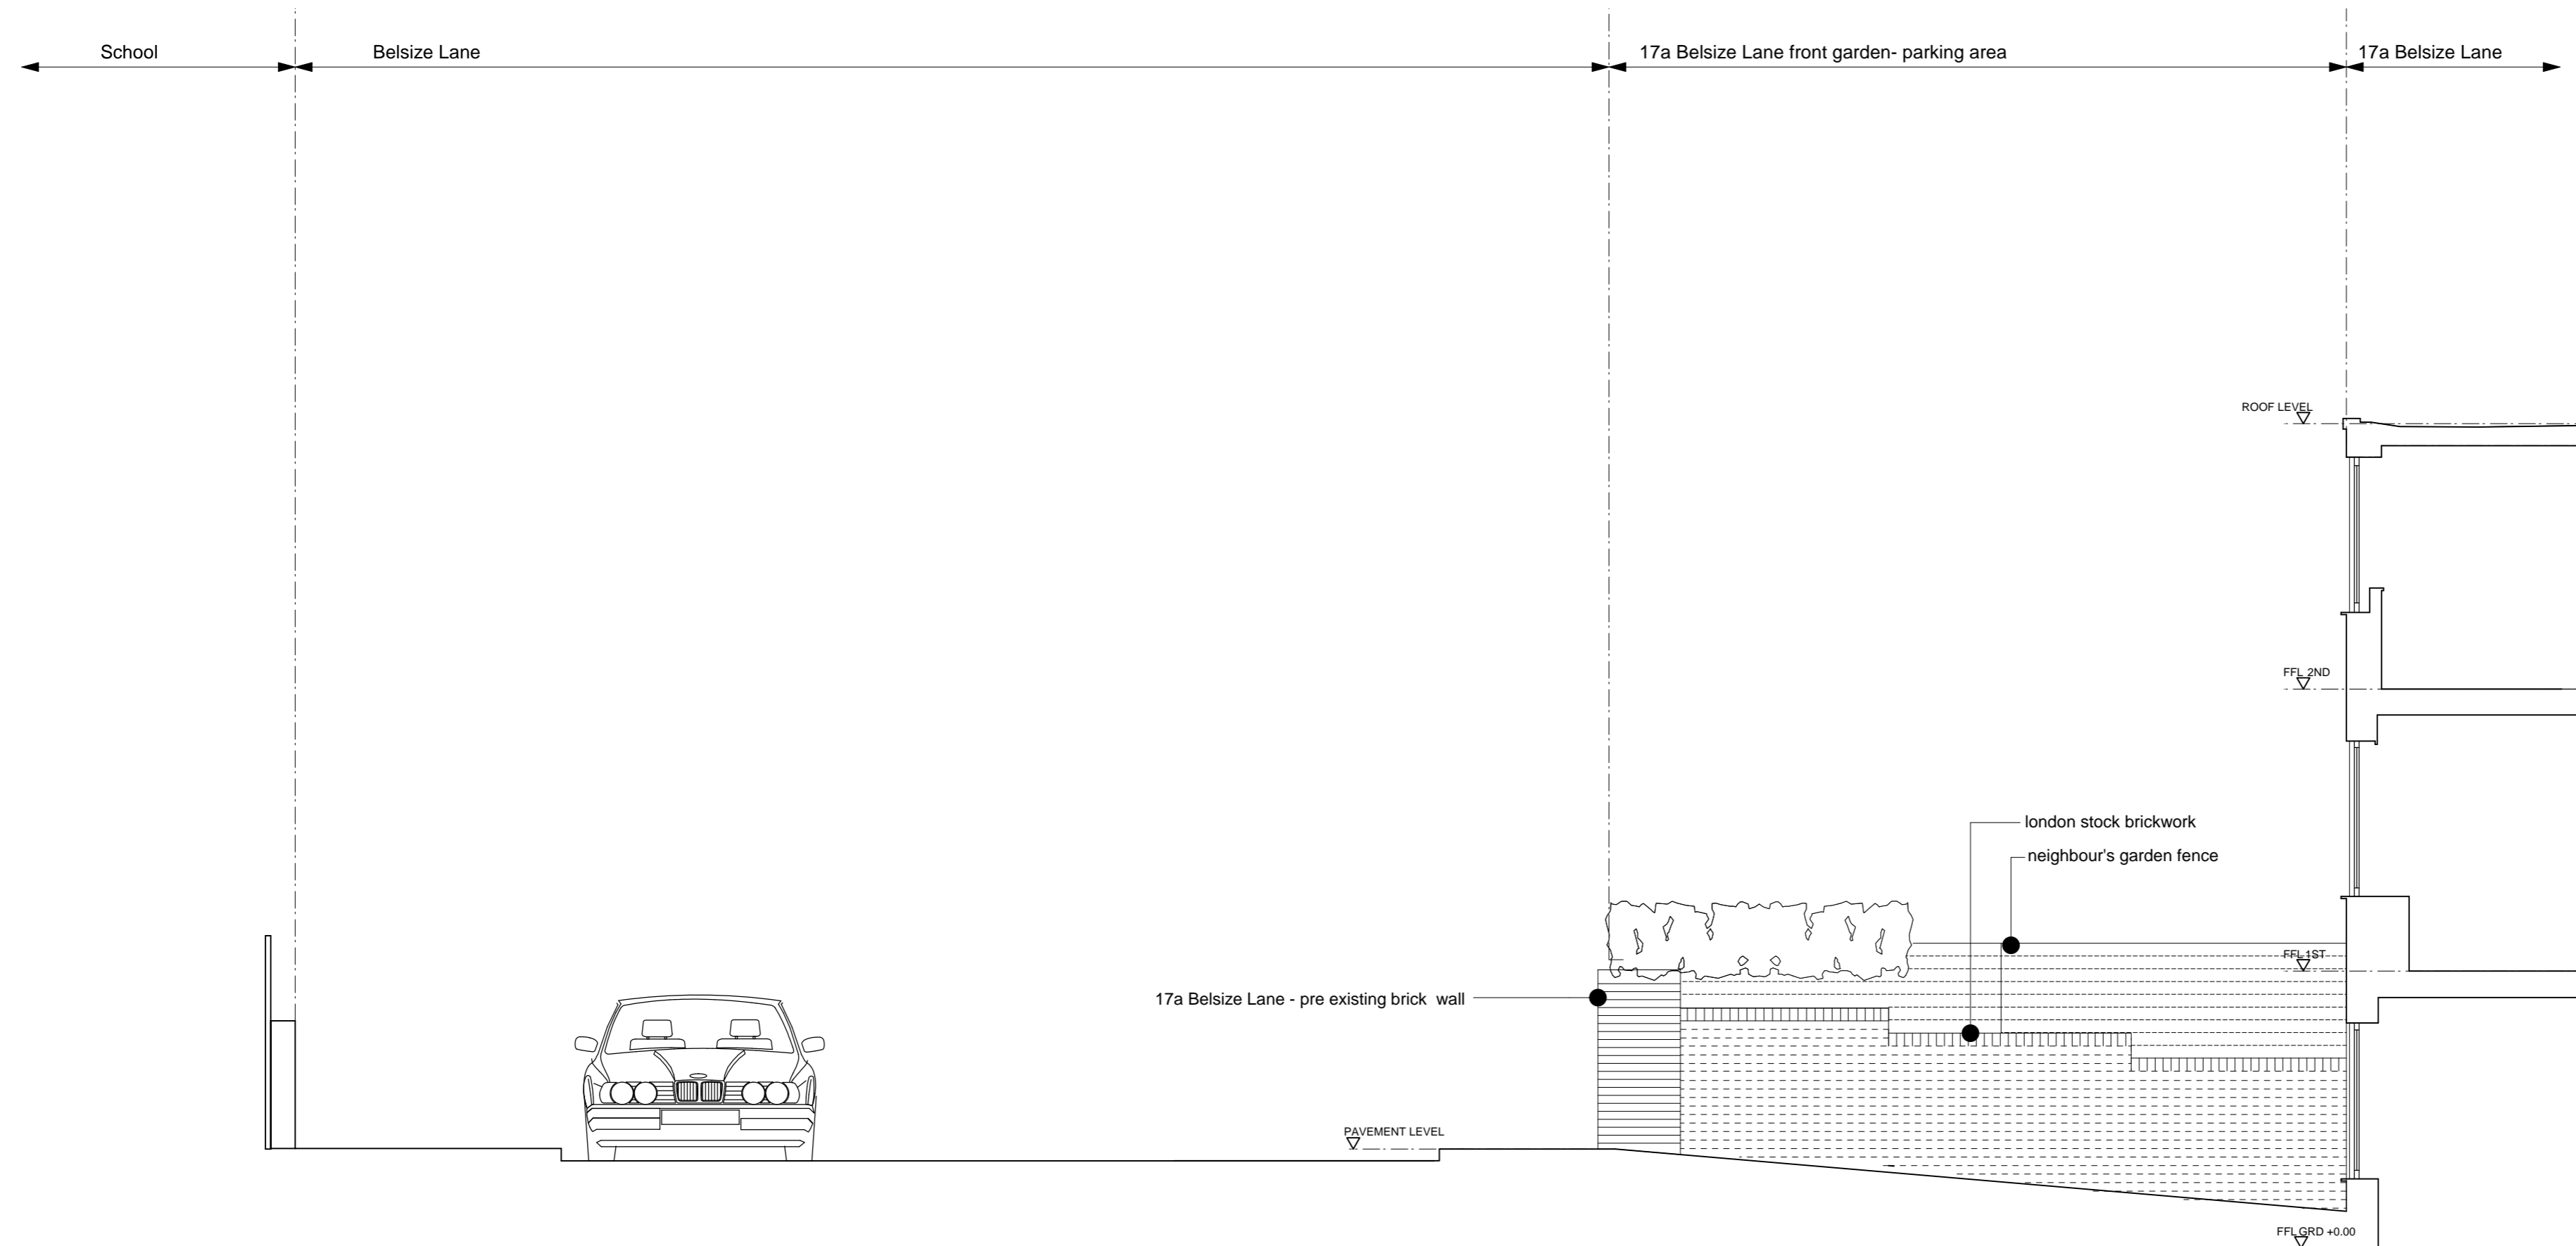 School
Belsize Lane
17a Belsize Lane front garden- parking area
17a Belsize Lane
ROOF LEVEL
FFL 2ND
london stock brickwork
neighbour's garden fence
FFL 1ST
17a Belsize Lane - pre existing brick  wall
PAVEMENT LEVEL
FFL GRD +0.00